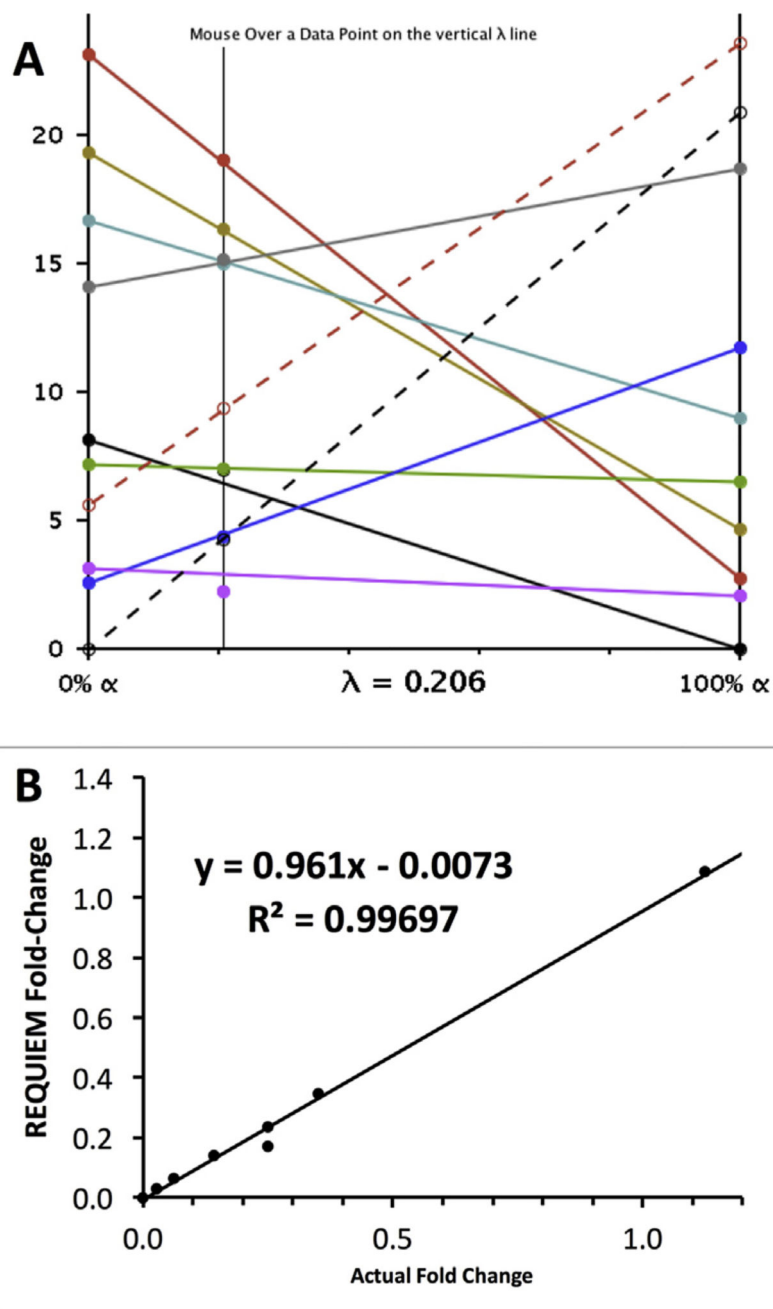 A
Mouse Over a Data Point on the vertical λ line
20
15
10
5
0
0% α
λ = 0.206
100% α
B
REQUIEM Fold-Change
1.4
1.2
1.0
0.8
0.6
0.4
0.2
0.0
y = 0.961x - 0.0073
R² = 0.99697
0.0
0.5
1.0
Actual Fold Change